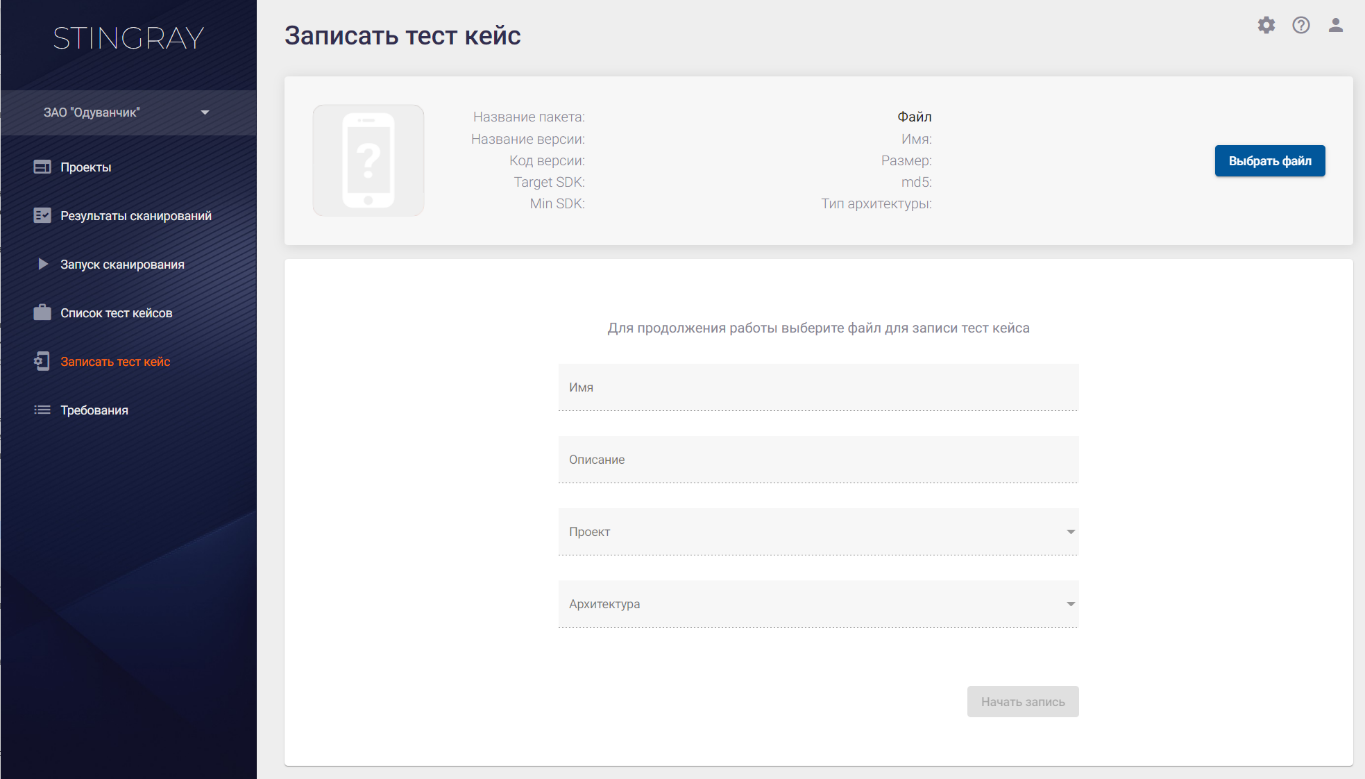 STINGRAY
ЗАО "Одуванчик"
Проекты
Результаты сканирований
Запуск сканирования
Список тест кейсов
Записать тест кейс
Требования
Записать тест кейс
?
Название пакета:
Название версии:
Код версии:
Target SDK:
Min SDK:
Файл
Имя:
Размер:
md5:
Тип архитектуры:
Выбрать файл
Для продолжения работы выберите файл для записи тест кейса
Имя
Описание
Проект
Архитектура
Начать запись